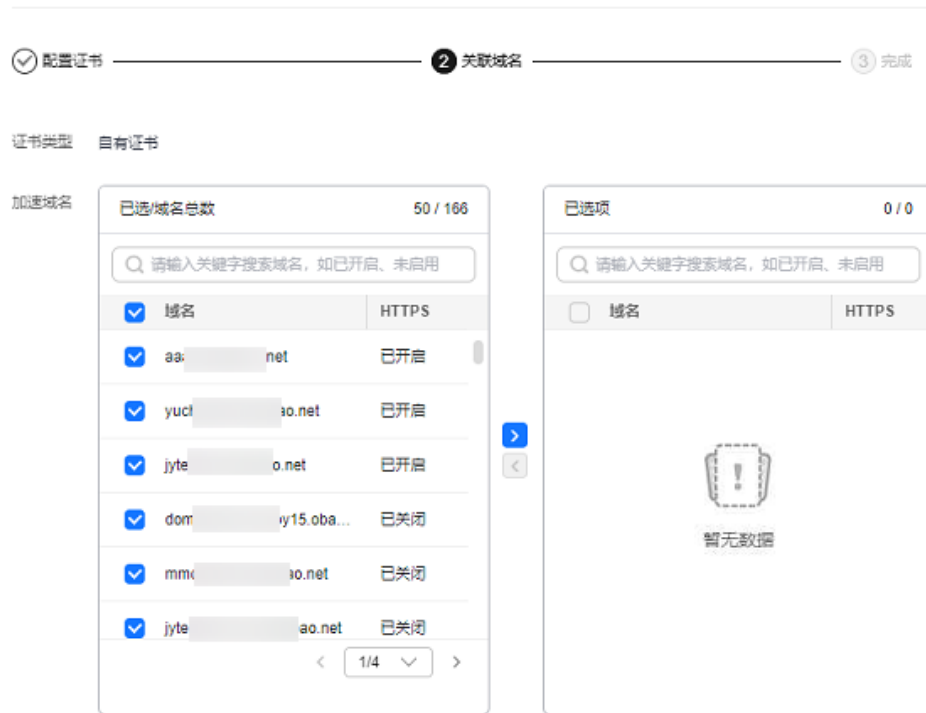 配置证书 2 关联域名 3 完成
证书类型 自有证书
加速域名
已选/域名总数 50 / 166
请输入关键字搜索域名，如已开启、未启用
域名 HTTPS
aa net 已开启
yuc ao.net 已开启
jyte o.net 已开启
dom y15.oba... 已关闭
mm ao.net 已关闭
jyte ao.net 已关闭
1/4
已选项 0 / 0
请输入关键字搜索域名，如已开启、未启用
域名 HTTPS
暂无数据